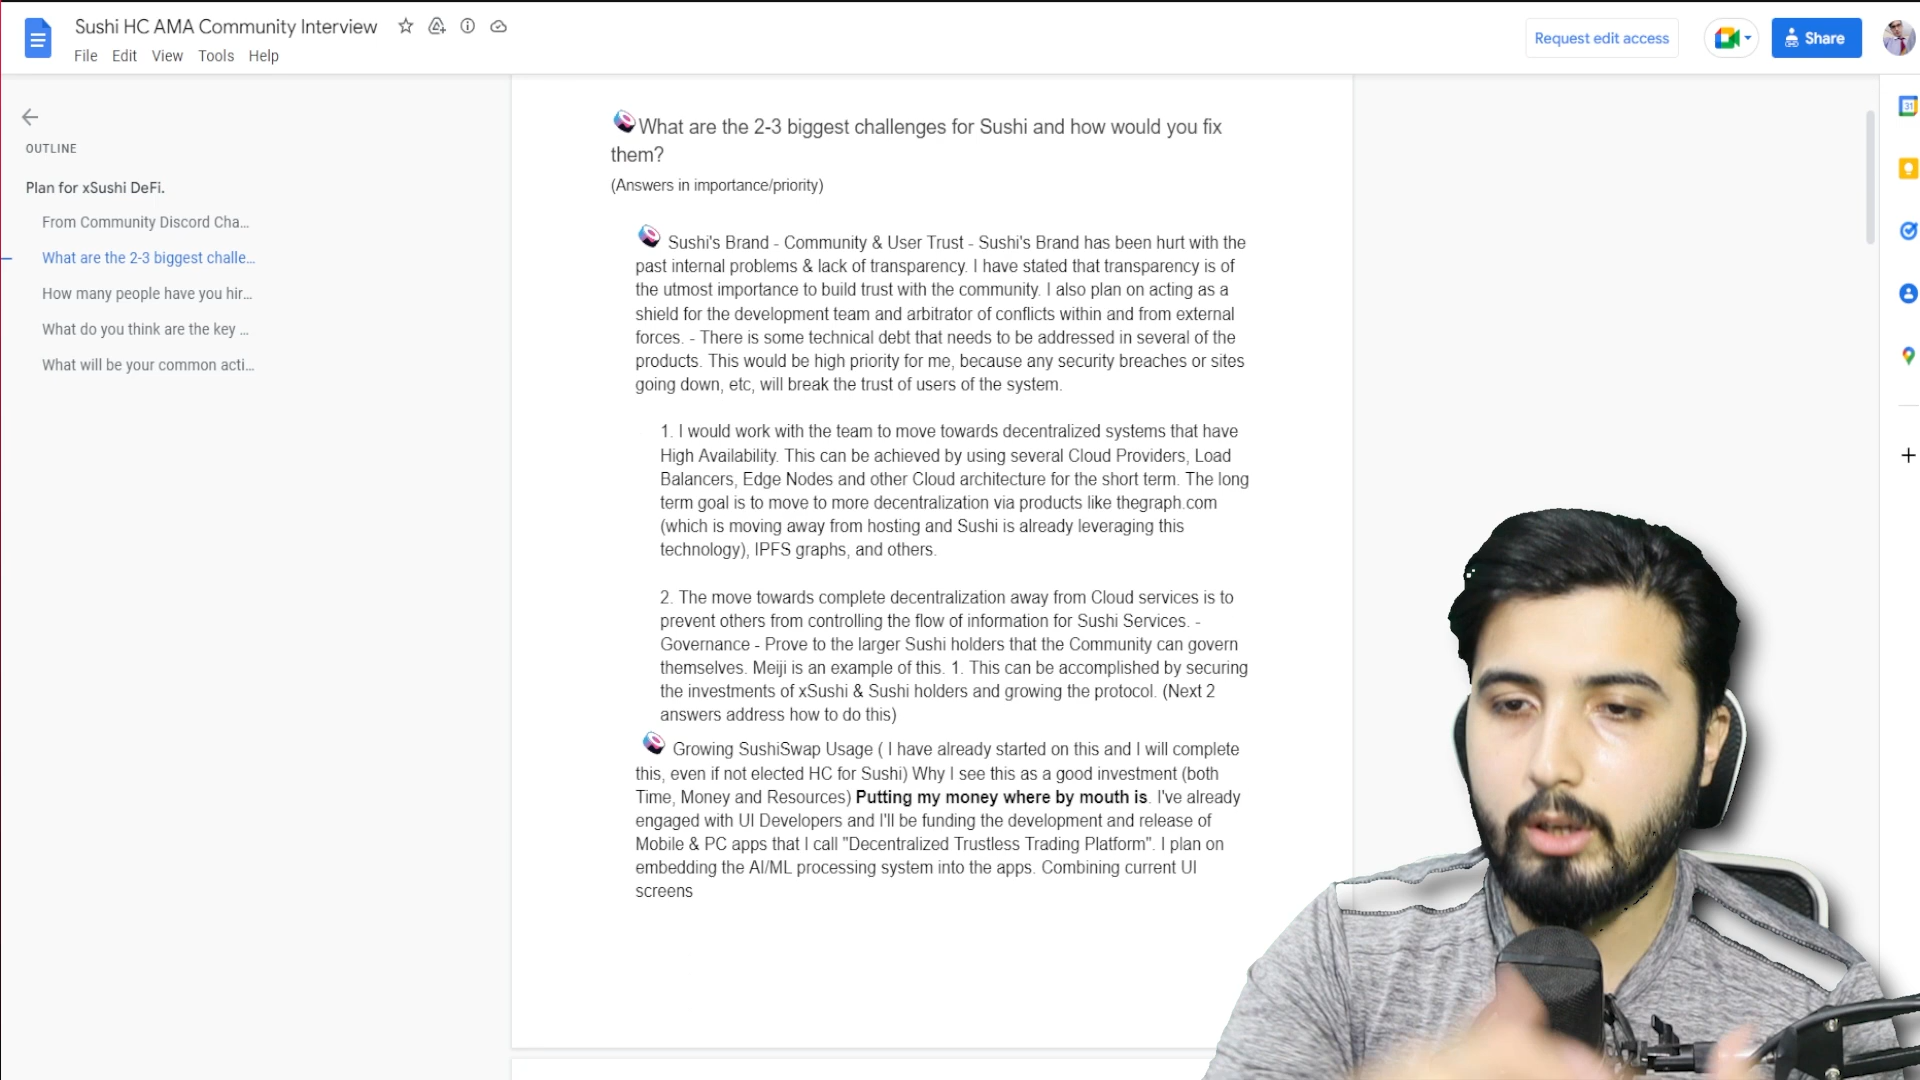 Sushi HC AMA Community Interview
File Edit View Tools Help
Request edit access
Share
31
OUTLINE
Plan for xSushi DeFi.
From Community Discord Cha...
What are the 2-3 biggest challe...
How many people have you hir...
What do you think are the key ...
What will be your common acti...
What are the 2-3 biggest challenges for Sushi and how would you fix
them?
(Answers in importance/priority)
Sushi's Brand - Community & User Trust - Sushi's Brand has been hurt with the
past internal problems & lack of transparency. I have stated that transparency is of
the utmost importance to build trust with the community. I also plan on acting as a
shield for the development team and arbitrator of conflicts within and from external
forces. - There is some technical debt that needs to be addressed in several of the
products. This would be high priority for me, because any security breaches or sites
going down, etc, will break the trust of users of the system.
1. I would work with the team to move towards decentralized systems that have
High Availability. This can be achieved by using several Cloud Providers, Load
Balancers, Edge Nodes and other Cloud architecture for the short term. The long
term goal is to move to more decentralization via products like thegraph.com
(which is moving away from hosting and Sushi is already leveraging this
technology), IPFS graphs, and others.
2. The move towards complete decentralization away from Cloud services is to
prevent others from controlling the flow of information for Sushi Services. -
Governance - Prove to the larger Sushi holders that the Community can govern
themselves. Meiji is an example of this. 1. This can be accomplished by securing
the investments of xSushi & Sushi holders and growing the protocol. (Next 2
answers address how to do this)
Growing SushiSwap Usage ( I have already started on this and I will complete
this, even if not elected HC for Sushi) Why I see this as a good investment (both
Time, Money and Resources) Putting my money where by mouth is. I've already
engaged with UI Developers and I'll be funding the development and release of
Mobile & PC apps that I call "Decentralized Trustless Trading Platform". I plan on
embedding the AI/ML processing system into the apps. Combining current UI
screens